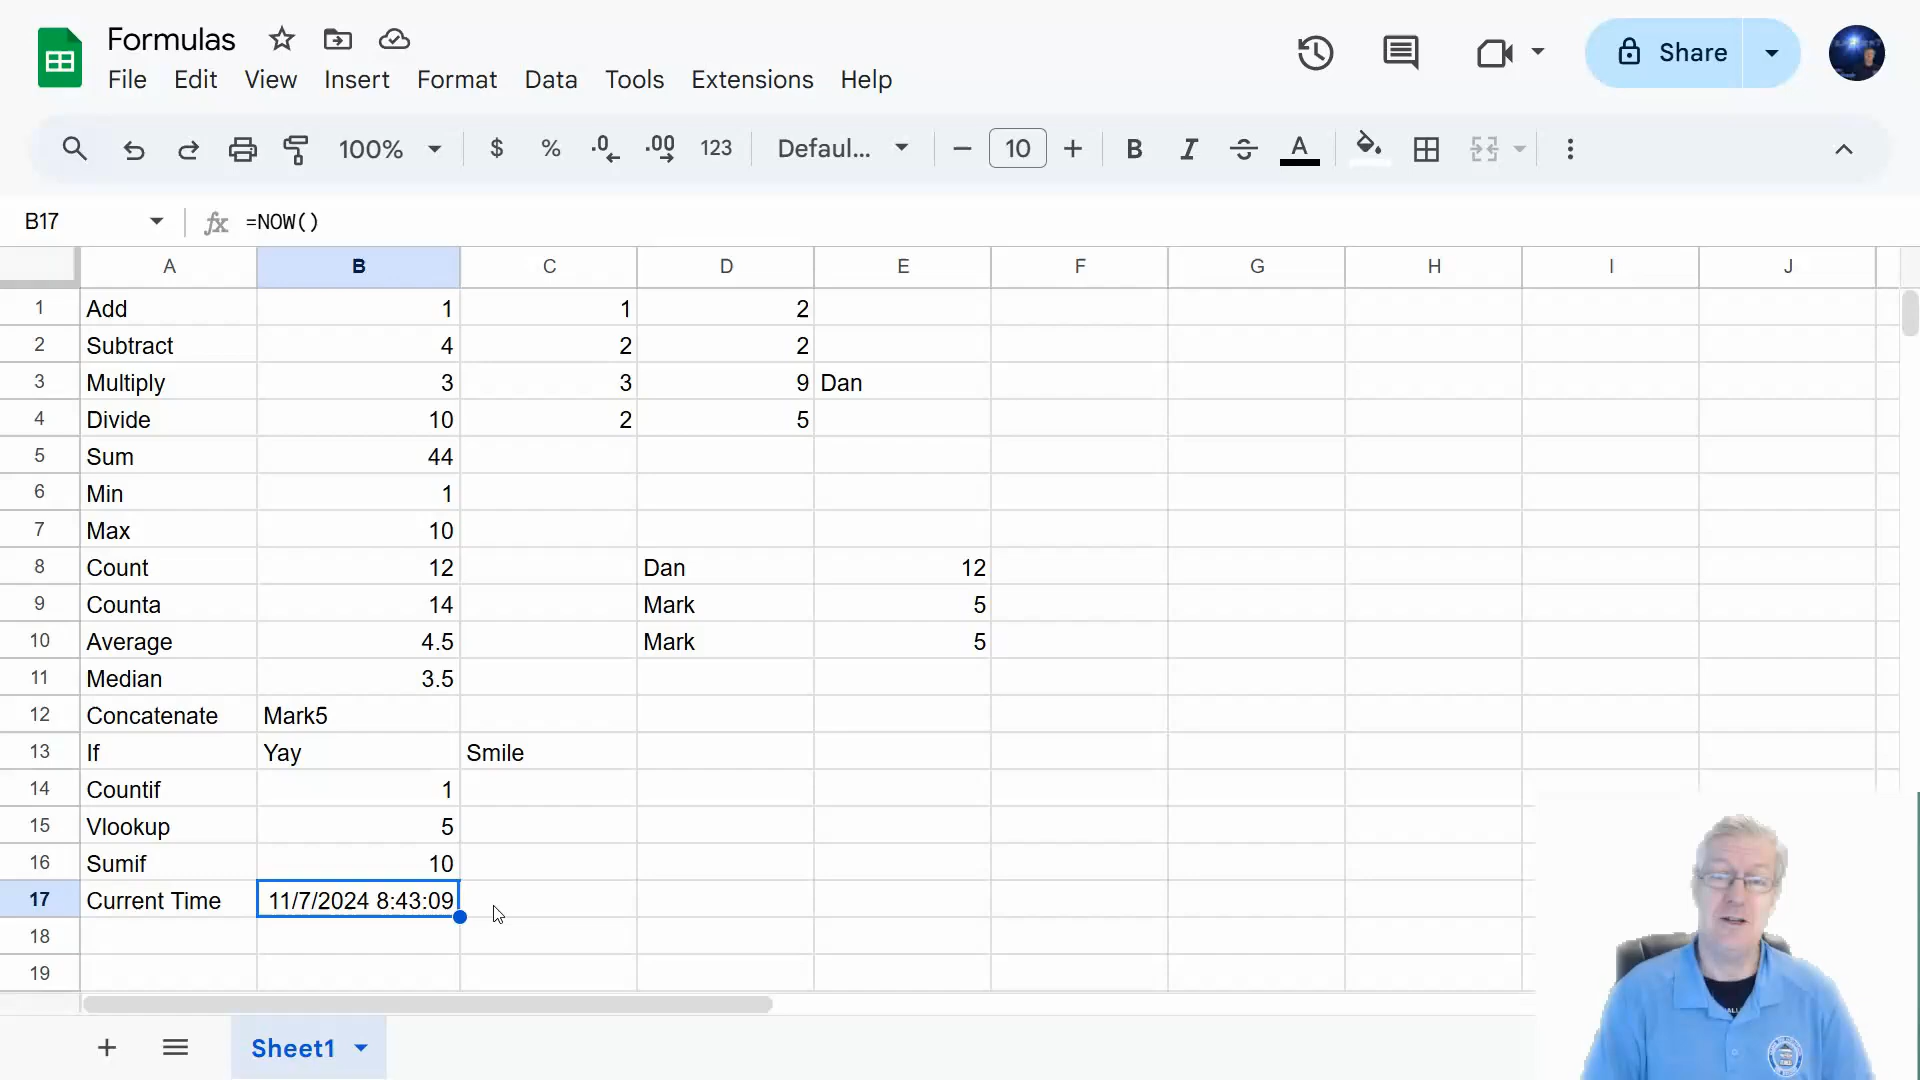 Formulas
File Edit View Insert Format Data Tools Extensions Help
Share
100% $ % .0 .00 123 Defaul... 10 B I A
B17 fx =NOW()
A B C D E F G H I J
1 Add 1 1 2
2 Subtract 4 2 2
3 Multiply 3 3 9 Dan
4 Divide 10 2 5
5 Sum 44
6 Min 1
7 Max 10
8 Count 12 Dan 12
9 Counta 14 Mark 5
10 Average 4.5 Mark 5
11 Median 3.5
12 Concatenate Mark5
13 If Yay Smile
14 Countif 1
15 Vlookup 5
16 Sumif 10
17 Current Time 11/7/2024 8:43:09
18
19
Sheet1